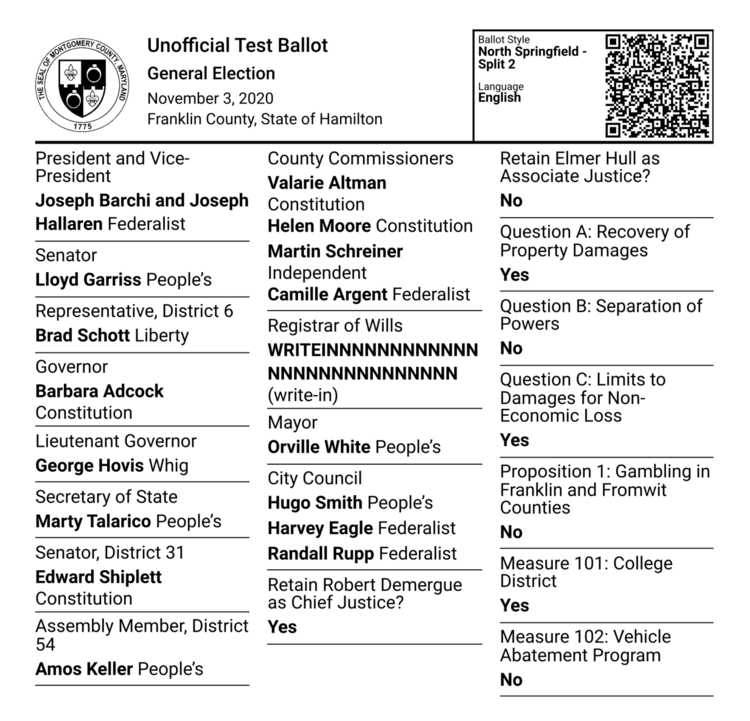 THE SEAL OF MONTGOMERY COUNTY, MARYLAND
1775
Unofficial Test Ballot
General Election
November 3, 2020
Franklin County, State of Hamilton
Ballot Style
North Springfield -
Split 2
Language
English
President and Vice-
President
Joseph Barchi and Joseph
Hallaren Federalist
Senator
Lloyd Garriss People’s
Representative, District 6
Brad Schott Liberty
Governor
Barbara Adcock
Constitution
Lieutenant Governor
George Hovis Whig
Secretary of State
Marty Talarico People’s
Senator, District 31
Edward Shiplett
Constitution
Assembly Member, District
54
Amos Keller People’s
County Commissioners
Valarie Altman
Constitution
Helen Moore Constitution
Martin Schreiner
Independent
Camille Argent Federalist
Registrar of Wills
WRITEINNNNNNNNNNNN
NNNNNNNNNNNNNNN
(write-in)
Mayor
Orville White People’s
City Council
Hugo Smith People’s
Harvey Eagle Federalist
Randall Rupp Federalist
Retain Robert Demergue
as Chief Justice?
Yes
Retain Elmer Hull as
Associate Justice?
No
Question A: Recovery of
Property Damages
Yes
Question B: Separation of
Powers
No
Question C: Limits to
Damages for Non-
Economic Loss
Yes
Proposition 1: Gambling in
Franklin and Fromwit
Counties
No
Measure 101: College
District
Yes
Measure 102: Vehicle
Abatement Program
No